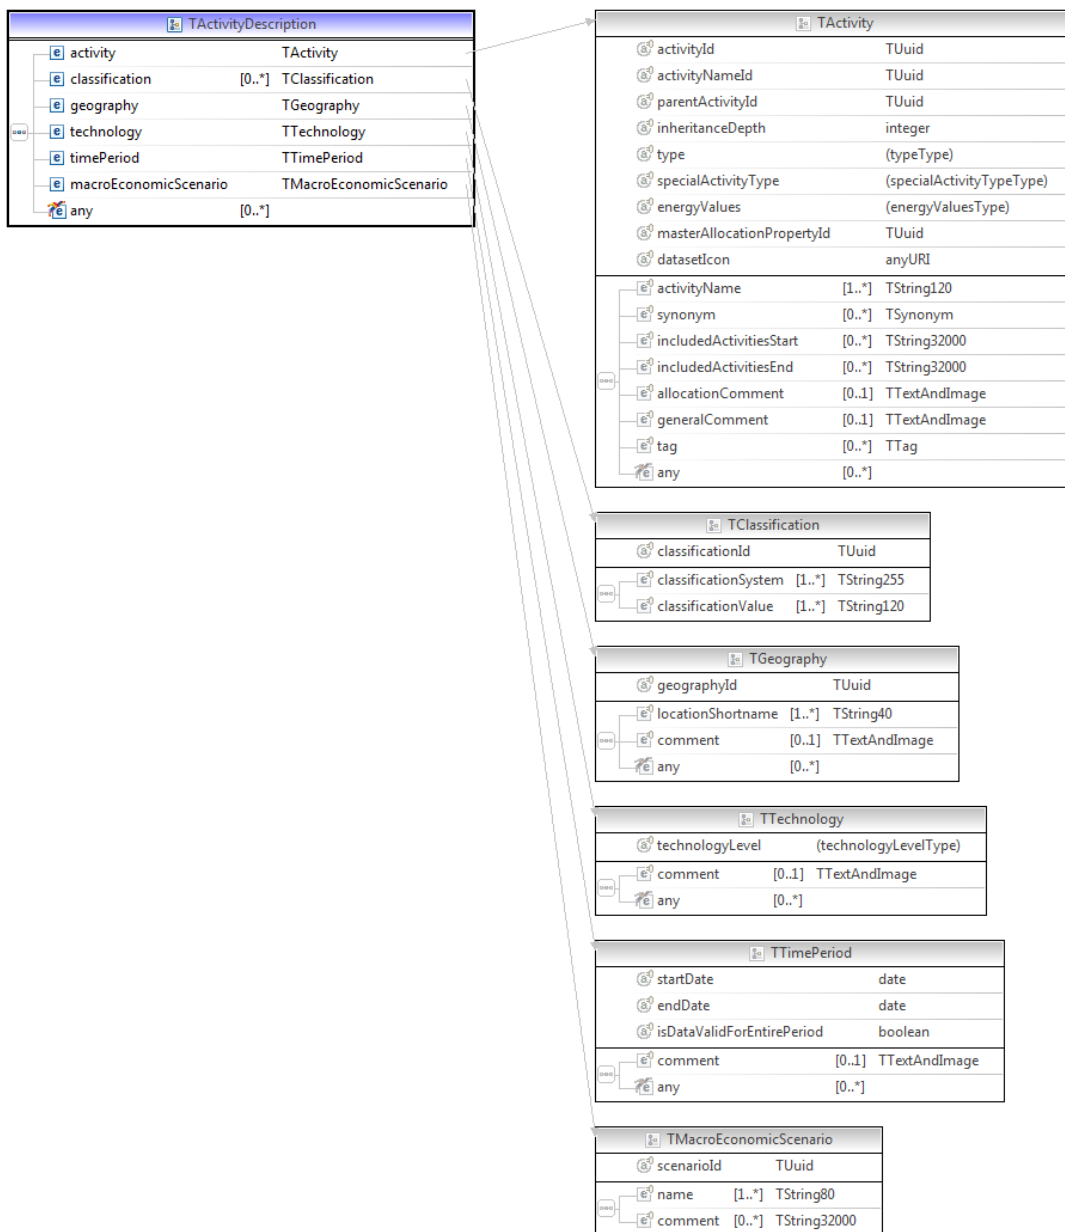 TActivityDescription
activity TActivity
classification [0..*] TClassification
geography TGeography
technology TTechnology
timePeriod TTimePeriod
macroEconomicScenario TMacroEconomicScenario
any [0..*]
TActivity
activityId TUuid
activityNameId TUuid
parentActivityId TUuid
inheritanceDepth integer
type (typeType)
specialActivityType (specialActivityTypeType)
energyValues (energyValuesType)
masterAllocationPropertyId TUuid
datasetIcon anyURI
activityName [1..*] TString120
synonym [0..*] TSynonym
includedActivitiesStart [0..*] TString32000
includedActivitiesEnd [0..*] TString32000
allocationComment [0..1] TTextAndImage
generalComment [0..1] TTextAndImage
tag [0..*] TTag
any [0..*]
TClassification
classificationId TUuid
classificationSystem [1..*] TString255
classificationValue [1..*] TString120
TGeography
geographyId TUuid
locationShortname [1..*] TString40
comment [0..1] TTextAndImage
any [0..*]
TTechnology
technologyLevel (technologyLevelType)
comment [0..1] TTextAndImage
any [0..*]
TTimePeriod
startDate date
endDate date
isDataValidForEntirePeriod boolean
comment [0..1] TTextAndImage
any [0..*]
TMacroEconomicScenario
scenarioId TUuid
name [1..*] TString80
comment [0..*] TString32000